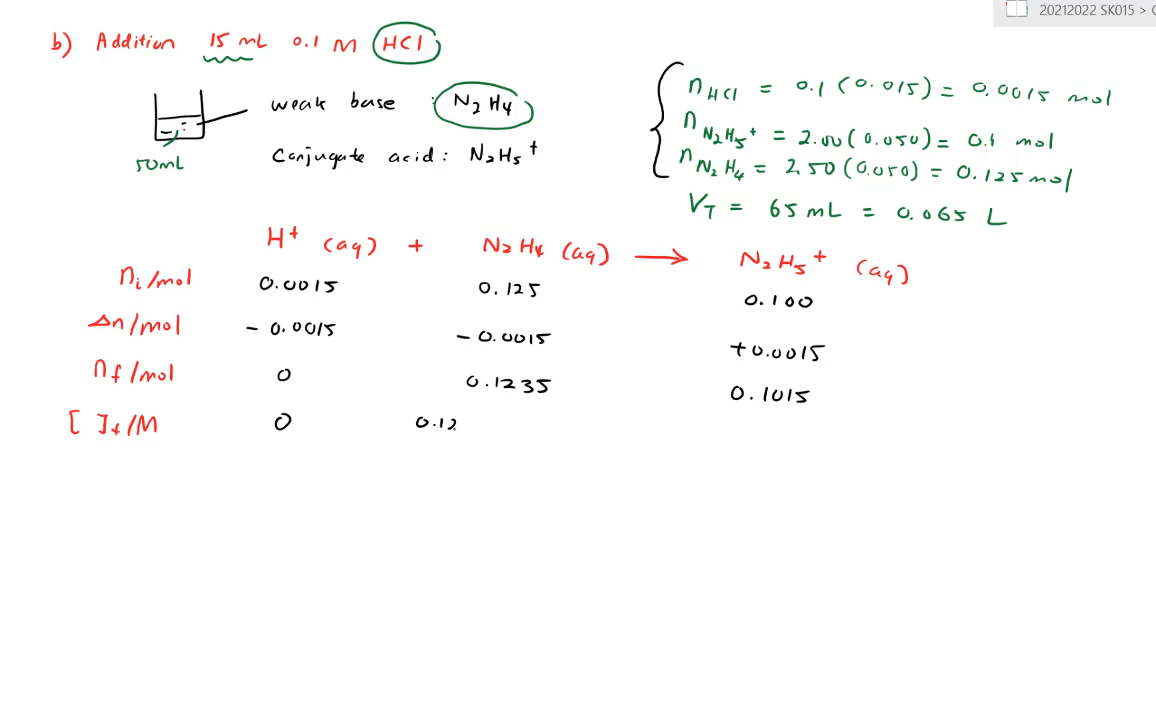 20212022 SK015 >
b) Addition 15 mL 0.1 M HCl
weak base : N2H4
Conjugate acid : N2H5+
50mL
nHCl = 0.1 (0.015) = 0.0015 mol
nN2H5+ = 2.00 (0.050) = 0.1 mol
nN2H4 = 2.50 (0.050) = 0.125 mol
VT = 65 mL = 0.065 L
H+ (aq) + N2H4 (aq) → N2H5+ (aq)
ni/mol 0.0015 0.125 0.100
Δn/mol - 0.0015 - 0.0015 +0.0015
nf/mol 0 0.1235 0.1015
[ ]f/M 0 0.12